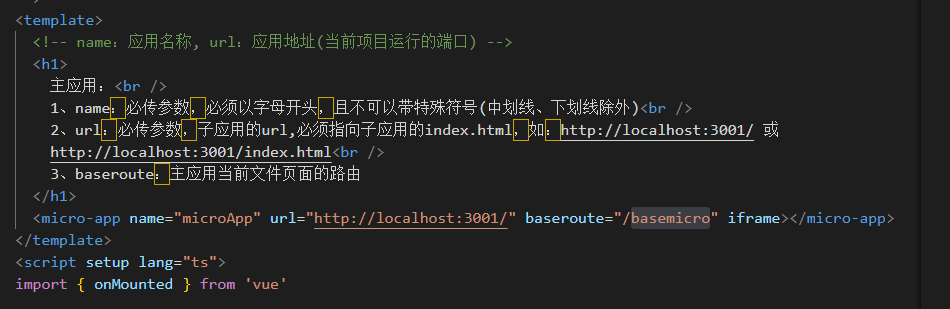 <template>
<!-- name：应用名称, url：应用地址(当前项目运行的端口) -->
<h1>
主应用：<br />
1、name：必传参数，必须以字母开头，且不可以带特殊符号(中划线、下划线除外)<br />
2、url：必传参数，子应用的url,必须指向子应用的index.html，如：http://localhost:3001/ 或
http://localhost:3001/index.html<br />
3、baseroute：主应用当前文件页面的路由
</h1>
<micro-app name="microApp" url="http://localhost:3001/" baseroute="/basemicro" iframe></micro-app>
</template>
<script setup lang="ts">
import { onMounted } from 'vue'